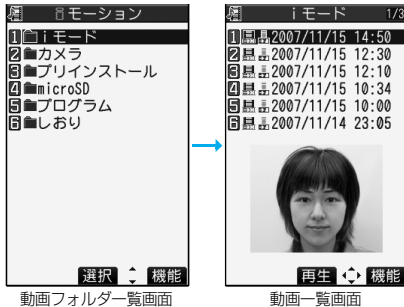 iモーション
1 iモード
2 カメラ
3 プリインストール
4 microSD
5 プログラム
6 しおり
選択 機能
動画フォルダ一覧画面
iモード 1/3
1 2007/11/15 14:50
2 2007/11/15 12:30
3 2007/11/15 12:10
4 2007/11/15 10:34
5 2007/11/15 10:00
6 2007/11/14 23:05
再生 機能
動画一覧画面